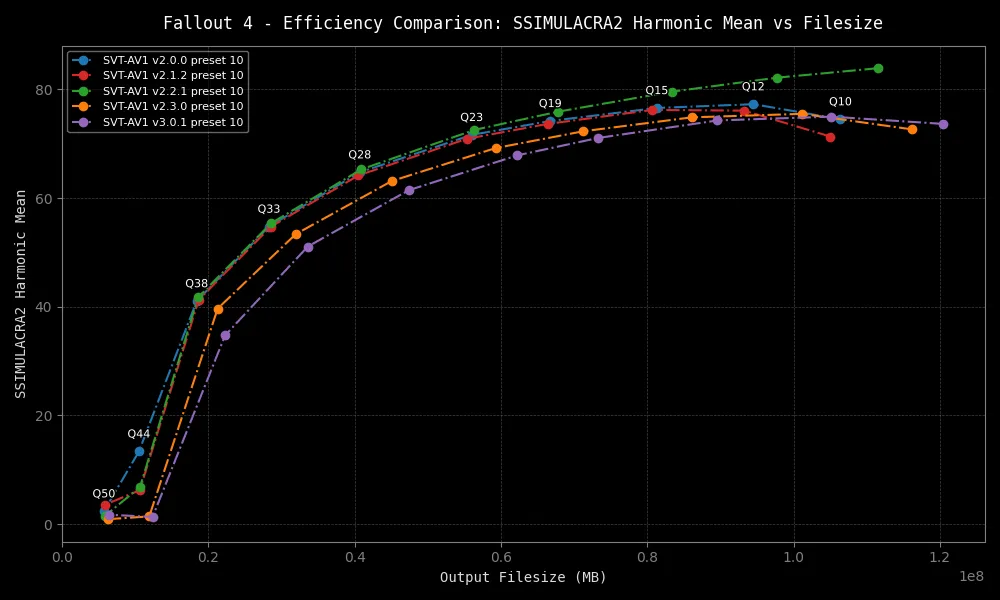 Fallout 4 - Efficiency Comparison: SSIMULACRA2 Harmonic Mean vs Filesize
SVT-AV1 v2.0.0 preset 10
SVT-AV1 v2.1.2 preset 10
SVT-AV1 v2.2.1 preset 10
SVT-AV1 v2.3.0 preset 10
SVT-AV1 v3.0.1 preset 10
SSIMULACRA2 Harmonic Mean
80
60
40
20
0
Q50
Q44
Q38
Q33
Q28
Q23
Q19
Q15
Q12
Q10
0.0
0.2
0.4
0.6
0.8
1.0
1.2
1e8
Output Filesize (MB)